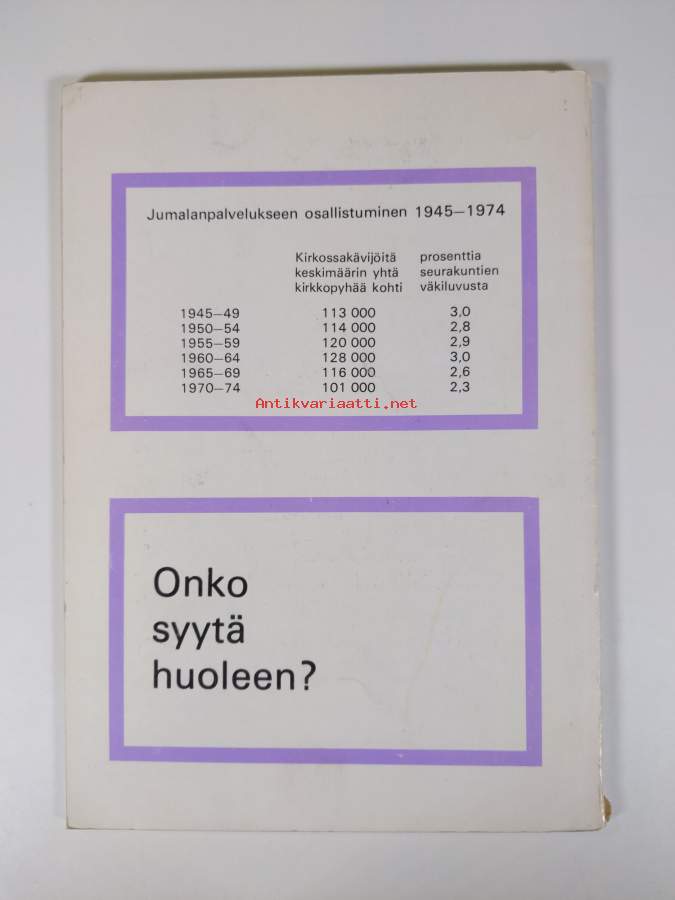 Jumalanpalvelukseen osallistuminen 1945—1974
Kirkossakävijöitä prosenttia
keskimäärin yhtä seurakuntien
kirkkopyhää kohti väkiluvusta
1945—49 113 000 3,0
1950—54 114 000 2,8
1955—59 120 000 2,9
1960—64 128 000 3,0
1965—69 116 000 2,6
1970—74 101 000 2,3
Antikvariaatti.net
Onko
syytä
huoleen?